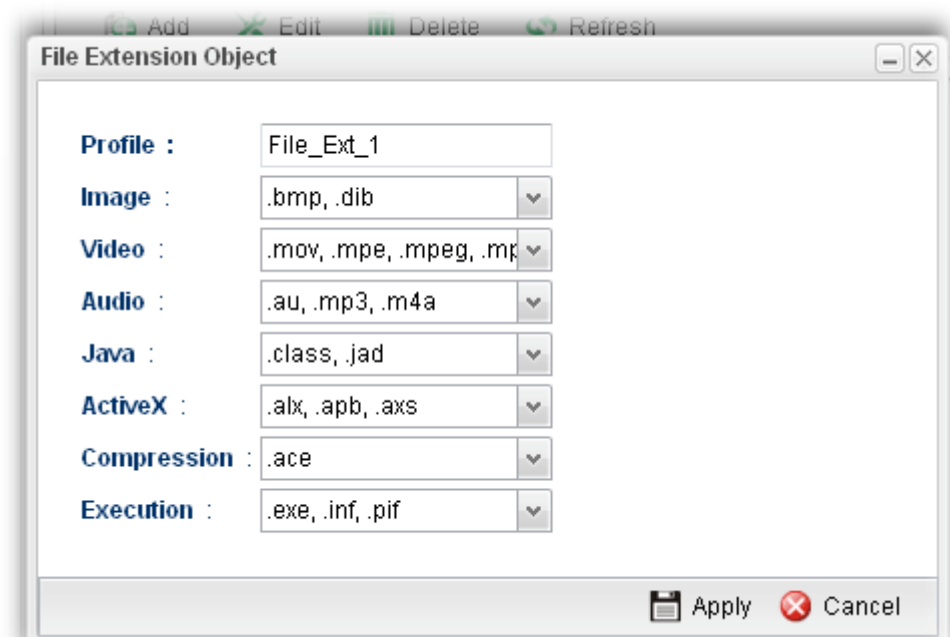 Add Edit Delete Refresh
File Extension Object
Profile : File_Ext_1
Image : .bmp, .dib
Video : .mov, .mpe, .mpeg, .mp
Audio : .au, .mp3, .m4a
Java : .class, .jad
ActiveX : .alx, .apb, .axs
Compression : .ace
Execution : .exe, .inf, .pif
Apply Cancel